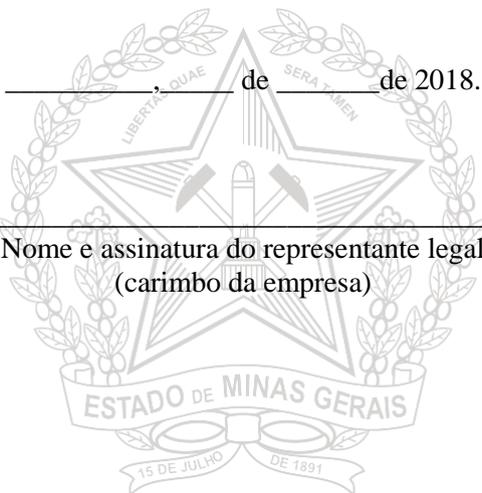 ___________,_____ de _______de 2018.
LIBERTAS QUAE SERA TAMEN
Nome e assinatura do representante legal
(carimbo da empresa)
ESTADO DE MINAS GERAIS
15 DE JULHO DE 1891